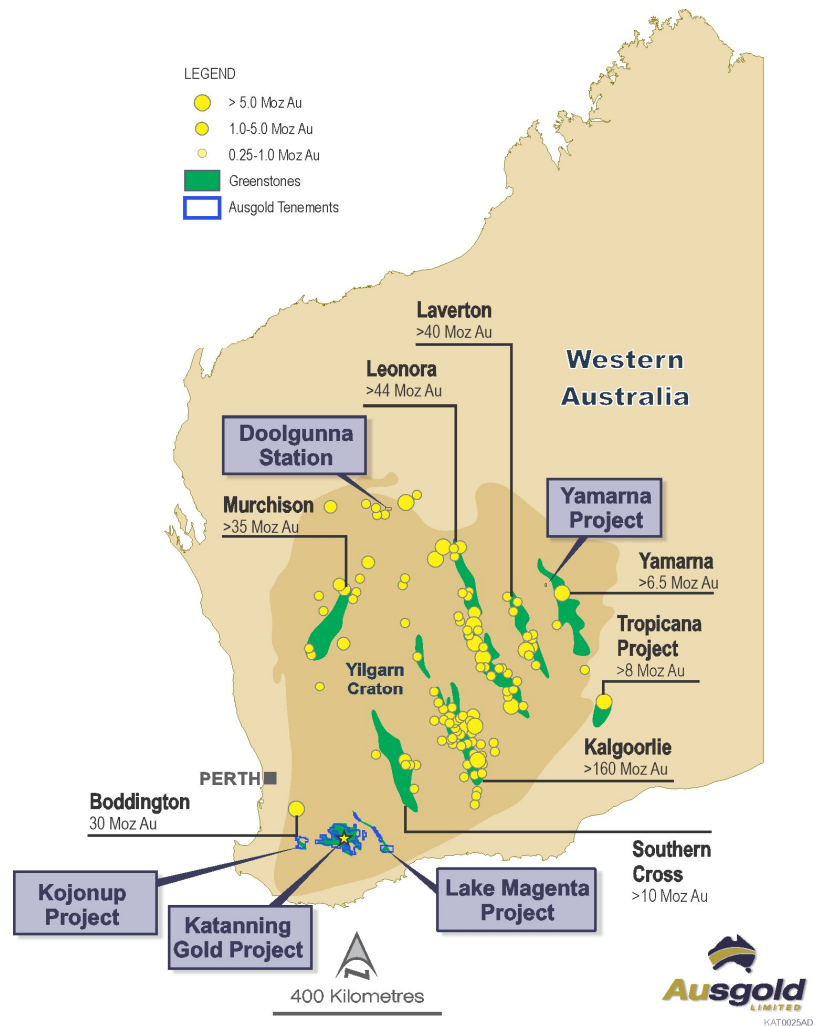 LEGEND
> 5.0 Moz Au
1.0-5.0 Moz Au
0.25-1.0 Moz Au
Greenstones
Ausgold Tenements
Laverton
>40 Moz Au
Western
Australia
Leonora
>44 Moz Au
Doolgunna
Station
Murchison
>35 Moz Au
Yamarna
Project
Yamarna
>6.5 Moz Au
Tropicana
Project
>8 Moz Au
Yilgarn
Craton
Kalgoorlie
>160 Moz Au
PERTH
Boddington
30 Moz Au
Southern
Cross
>10 Moz Au
Kojonup
Project
Katanning
Gold Project
Lake Magenta
Project
N
400 Kilometres
Ausgold
LIMITED
KAT0025AD